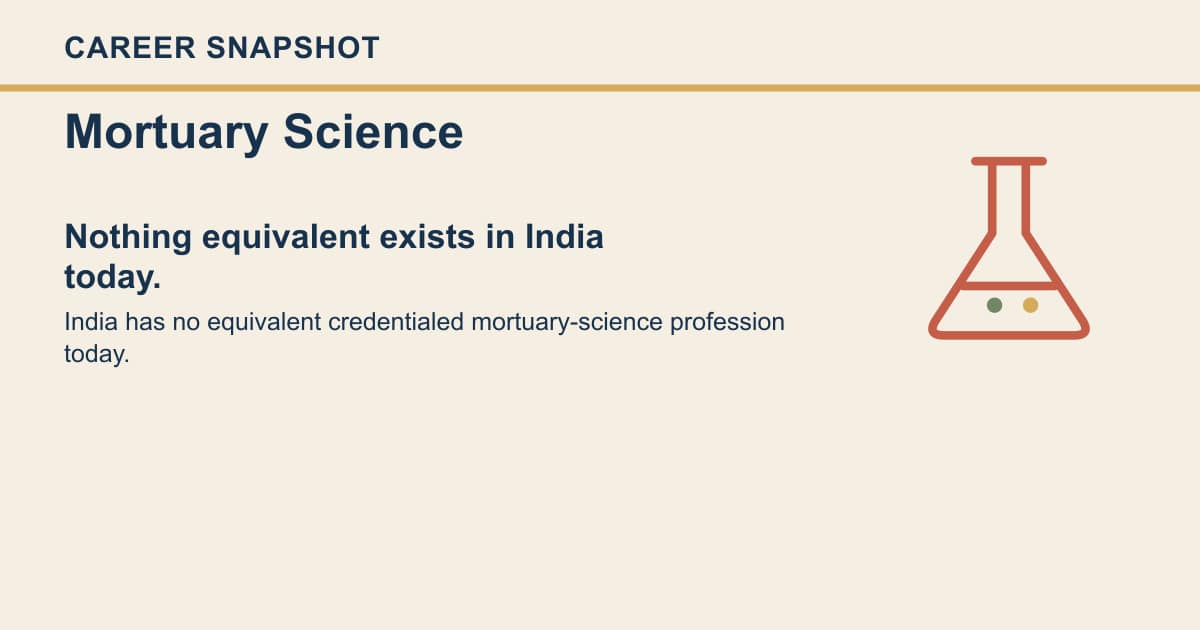 CAREER SNAPSHOT
Mortuary Science
Nothing equivalent exists in India
today.
India has no equivalent credentialed mortuary-science profession
today.